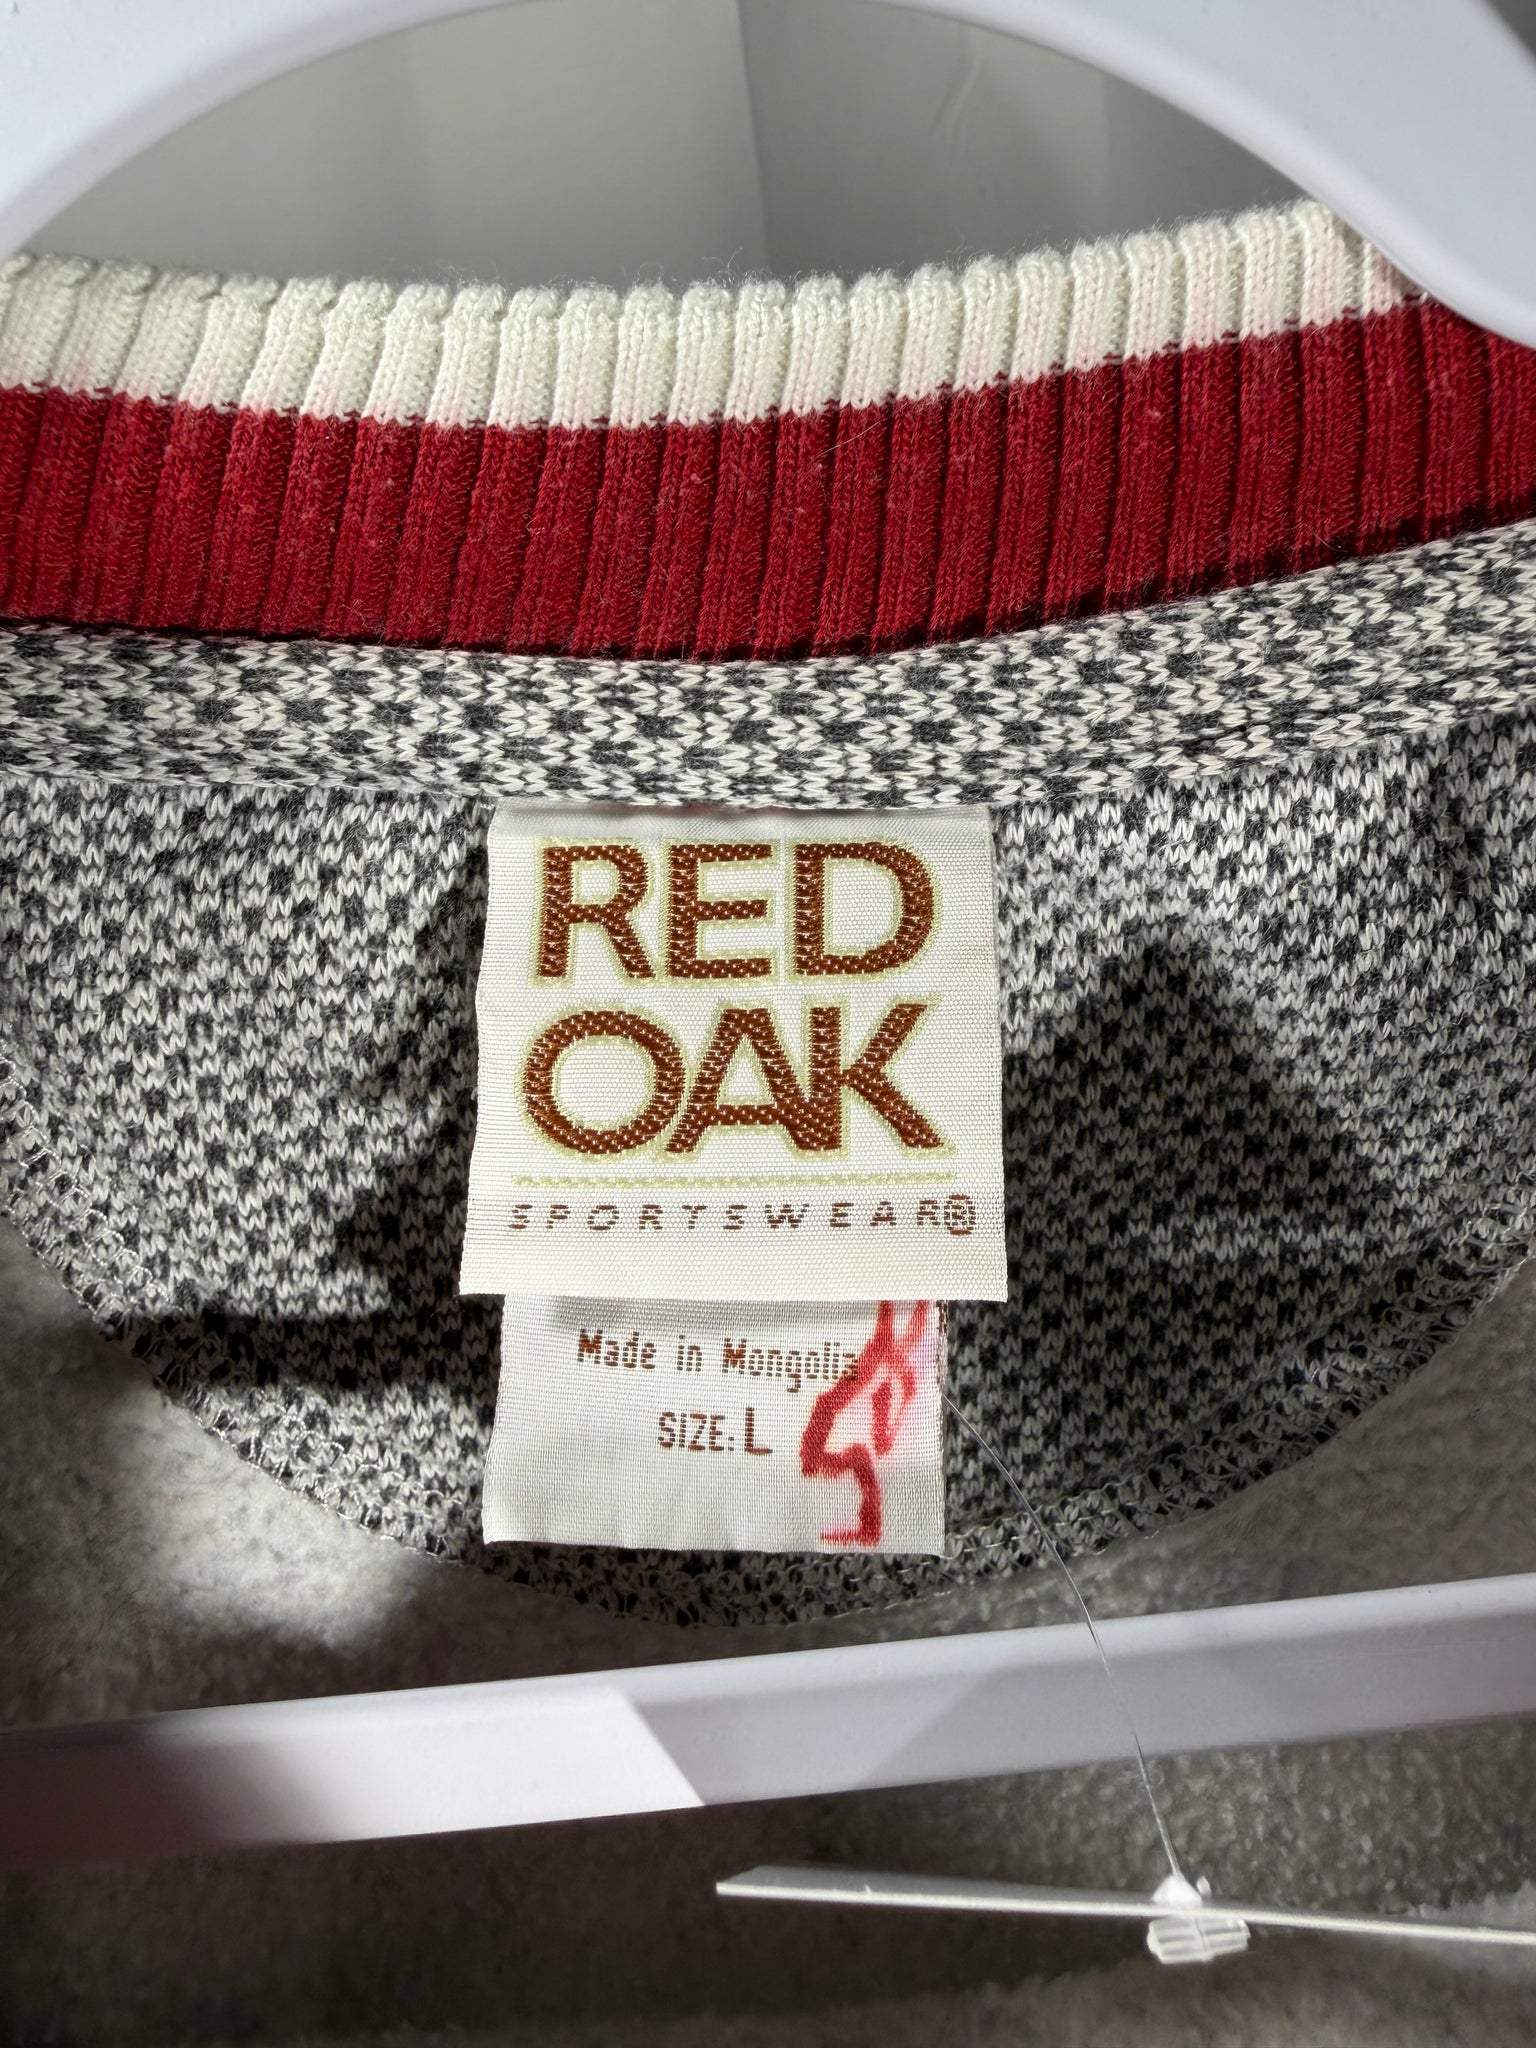 RED
OAK
SPORTSWEAR®
Made in Mongolia
SIZE: L